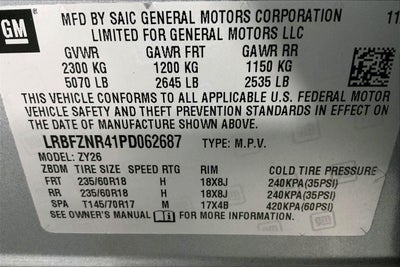 GM
MFD BY SAIC GENERAL MOTORS CORPORATION 11
LIMITED FOR GENERAL MOTORS LLC
GVWR GAWR FRT GAWR RR
2300 KG 1200 KG 1150 KG
5070 LB 2645 LB 2535 LB
THIS VEHICLE CONFORMS TO ALL APPLICABLE U.S. FEDERAL MOTOR
VEHICLE SAFETY AND THEFT PREVENTION STANDARDS IN EFFECT ON
THE DATE OF MANUFACTURE SHOWN ABOVE.
LRBFZNR41PD062687 TYPE: M.P.V.
MODEL: ZY26
ZBDM TIRE SIZE SPEED RTG RIM COLD TIRE PRESSURE
FRT 235/60R18 H 18X8J 240KPA(35PSI)
RR 235/60R18 H 18X8J 240KPA(35PSI)
SPA T145/70R17 M 17X4B 420KPA(60PSI)
SEE OWNER'S MANUAL FOR MORE INFORMATION.